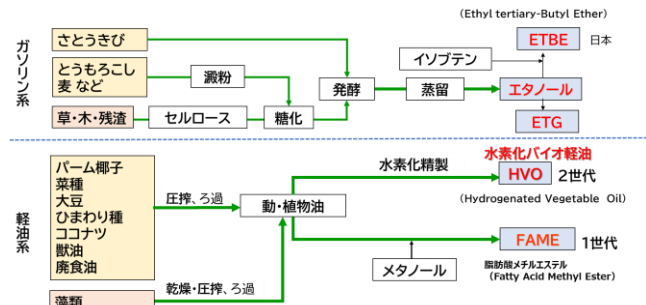 (Ethyl tertiary-Butyl Ether)
ガソリン系
さとうきび
ETBE
日本
イソブテン
とうもろこし
麦 など
澱粉
発酵
蒸留
エタノール
草・木・残渣
セルロース
糖化
ETG
軽油系
パーム椰子
菜種
大豆
ひまわり種
ココナツ
獣油
廃食油
圧搾、ろ過
動・植物油
水素化精製
水素化バイオ軽油
HVO
2世代
(Hydrogenated Vegetable Oil)
FAME
1世代
メタノール
脂肪酸メチルエステル
(Fatty Acid Methyl Ester)
藻類
乾燥・圧搾、ろ過